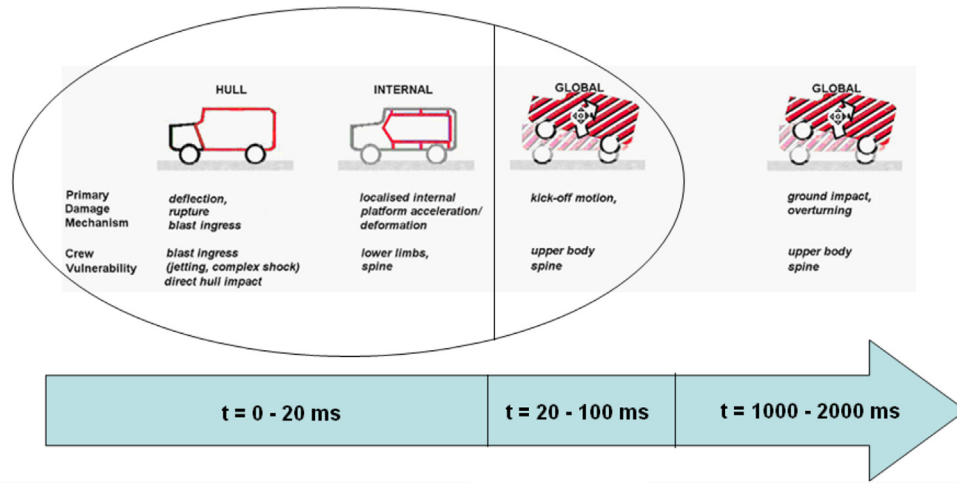 HULL
INTERNAL
GLOBAL
GLOBAL
Primary
Damage
Mechanism
deflection,
rupture
blast ingress
localised internal
platform acceleration/
deformation
kick-off motion,
ground impact,
overturning
Crew
Vulnerability
blast ingress
(jetting, complex shock)
direct hull impact
lower limbs,
spine
upper body
spine
upper body
spine
t = 0 - 20 ms
t = 20 - 100 ms
t = 1000 - 2000 ms